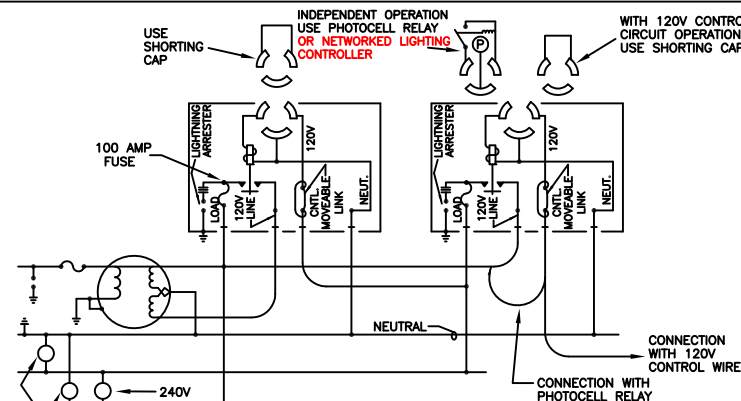 USE
SHORTING
CAP
INDEPENDENT OPERATION
USE PHOTOCELL RELAY
OR NETWORKED LIGHTING
CONTROLLER
P
WITH 120V CONTRO
CIRCUIT OPERATION
USE SHORTING CAP
100 AMP
FUSE
LIGHTNING
ARRESTER
LOAD
120V
LINE
120V
CNTL.
MOVEABLE
LINK
NEUT.
LIGHTNING
ARRESTER
LOAD
120V
LINE
120V
CNTL.
MOVEABLE
LINK
NEUT.
NEUTRAL
240V
CONNECTION
WITH 120V
CONTROL WIRE
CONNECTION WITH
PHOTOCELL RELAY